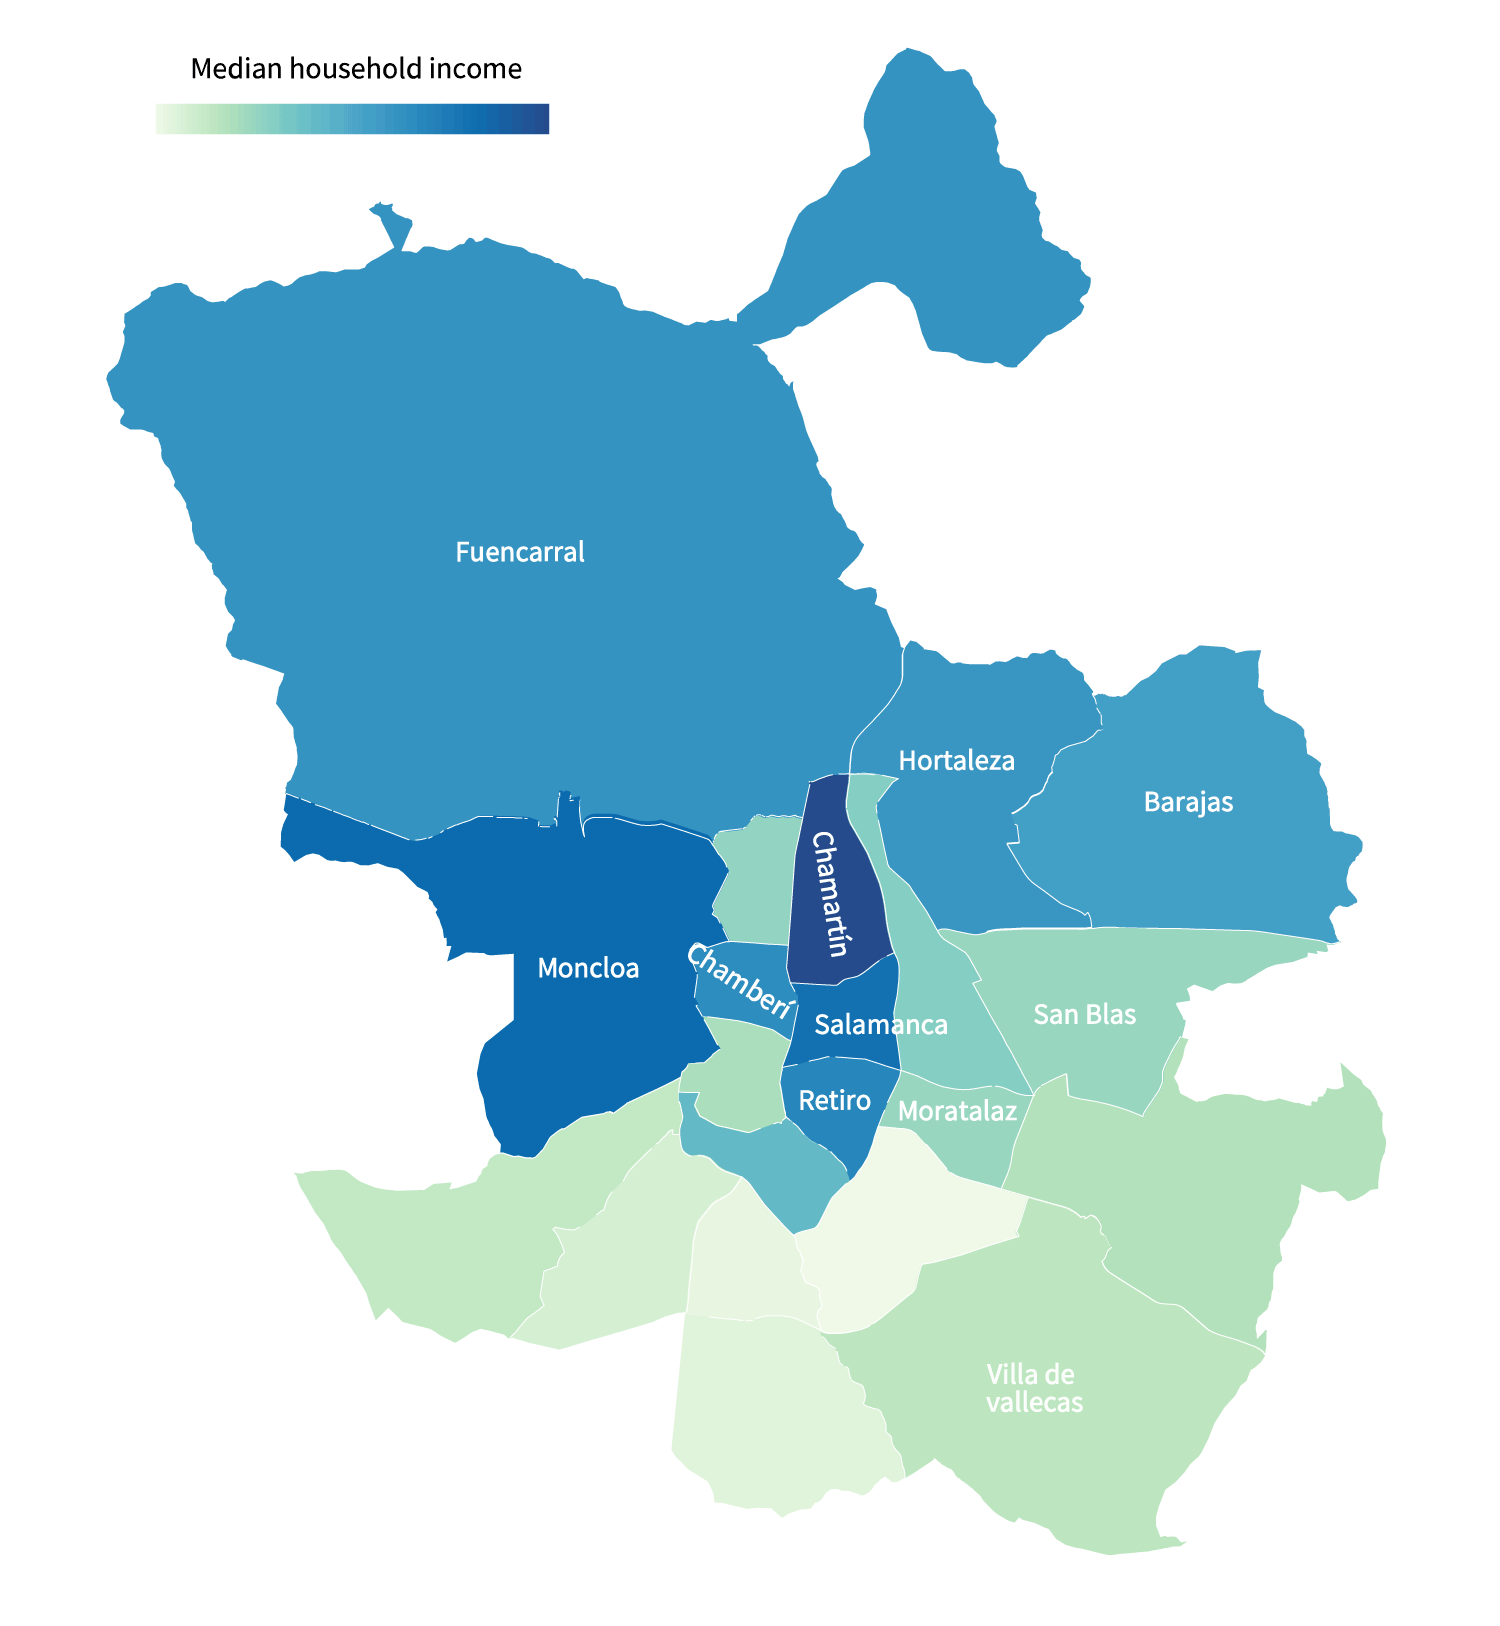 Median household income
Fuencarral
Hortaleza
Barajas
Chamartín
Moncloa
Chamberí
Salamanca
San Blas
Retiro
Moratalaz
Villa de
vallecas